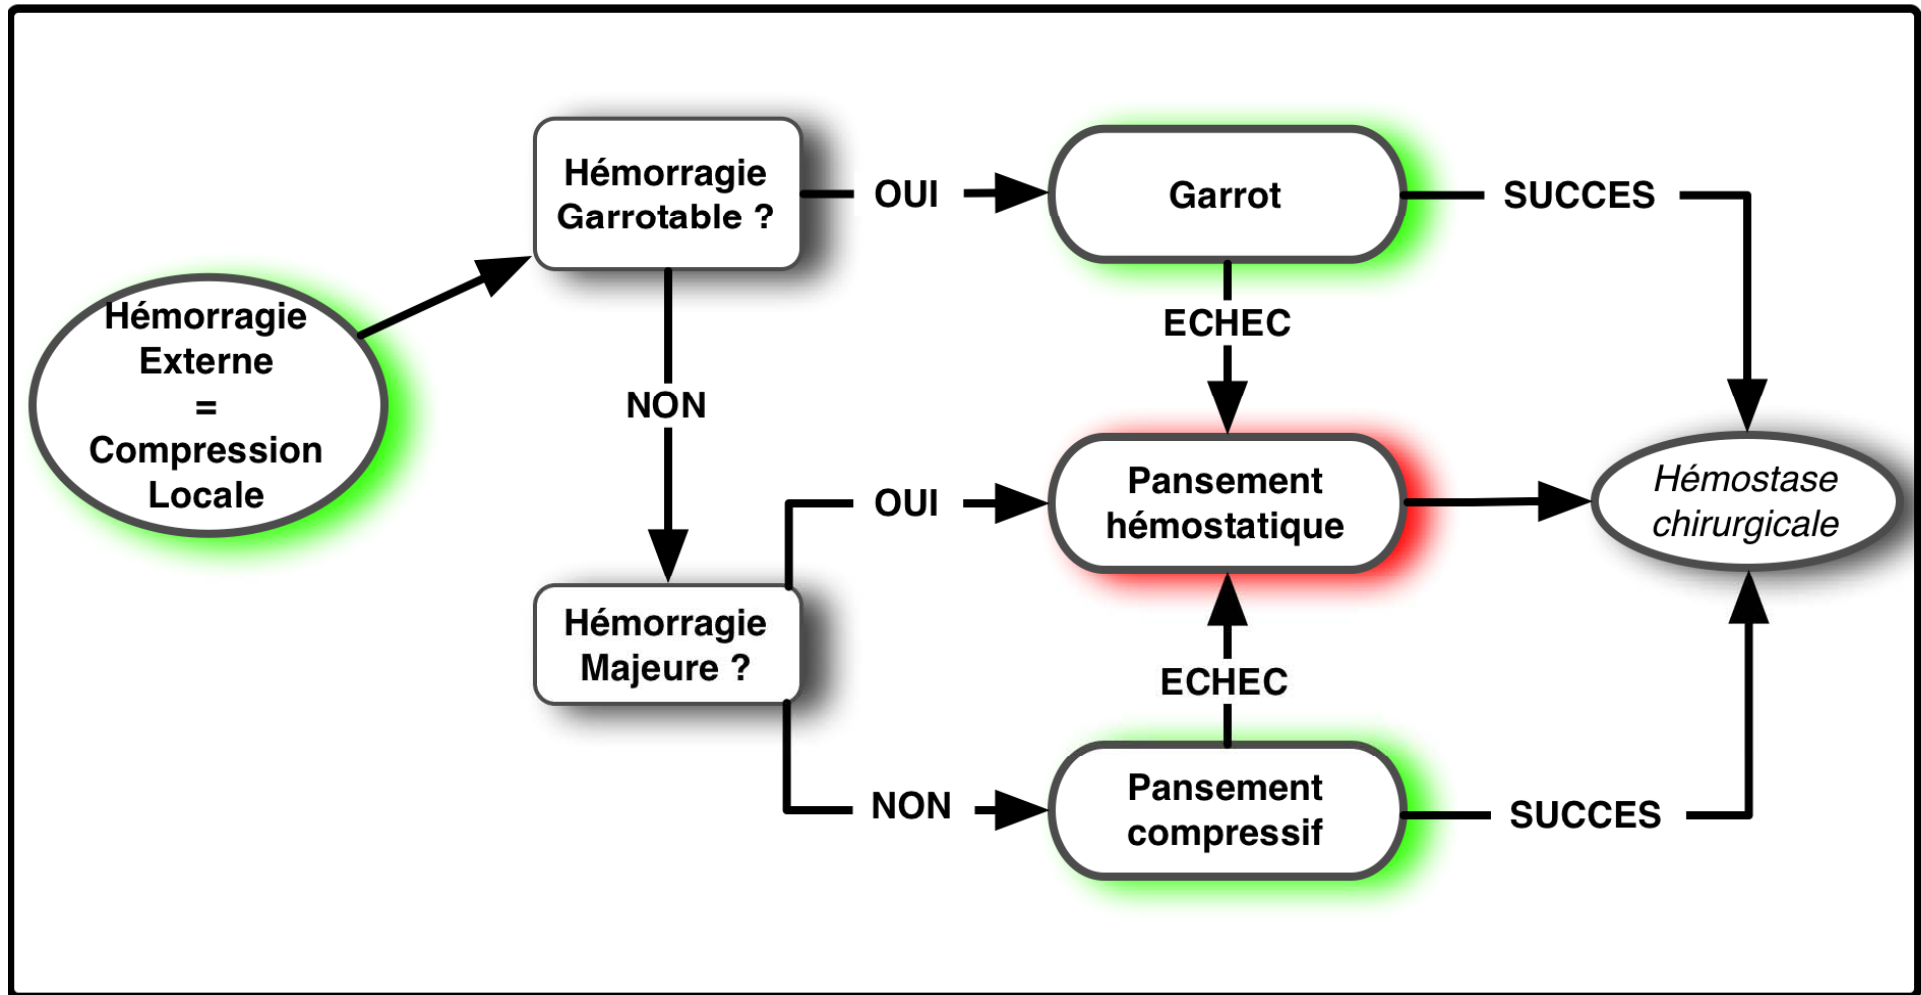 Hémorragie
Externe
=
Compression
Locale
Hémorragie
Garrotable ?
OUI
Garrot
SUCCES
ECHEC
NON
OUI
Pansement
hémostatique
Hémostase
chirurgicale
Hémorragie
Majeure ?
ECHEC
NON
Pansement
compressif
SUCCES